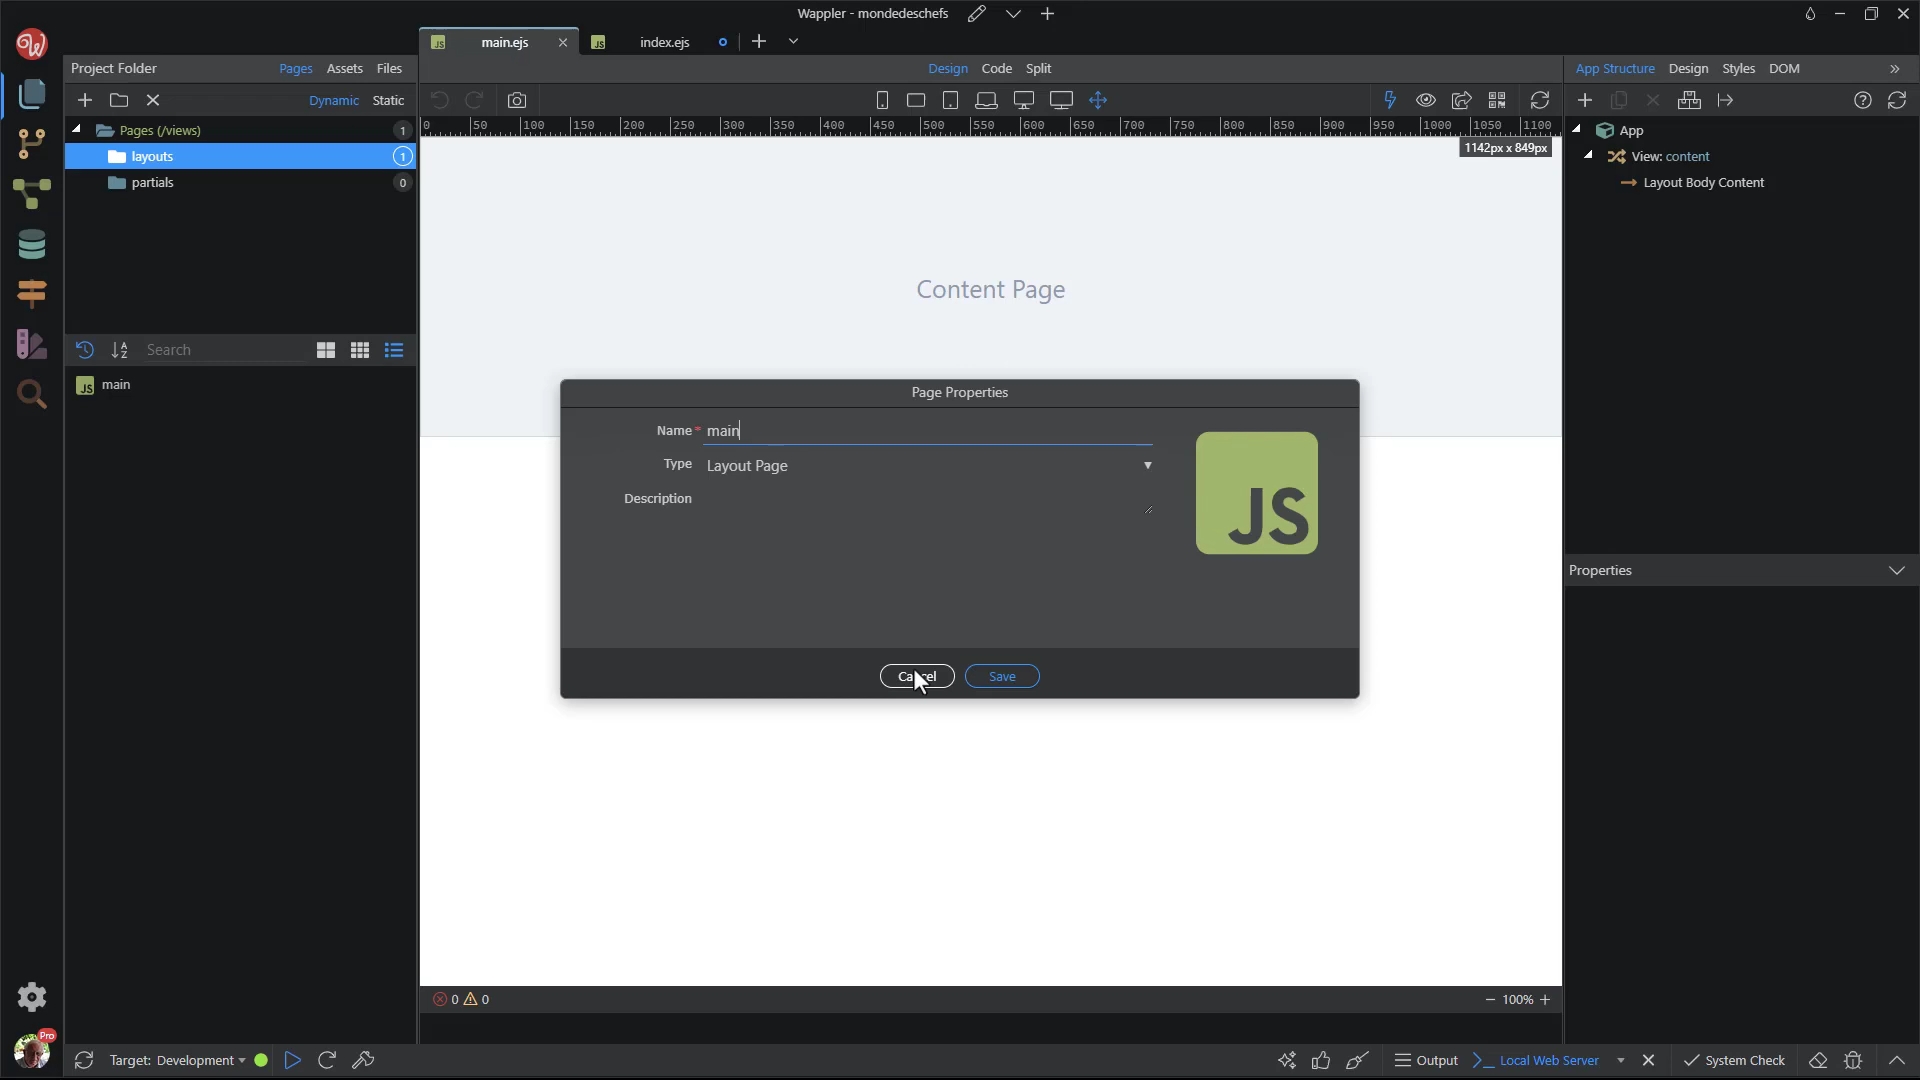 Wappler - mondedeschefs
main.ejs
index.ejs
Project Folder
Pages Assets Files
Design Code Split
App Structure Design Styles DOM
Dynamic Static
0 50 100 150 200 250 300 350 400 450 500 550 600 650 700 750 800 850 900 950 1000 1050 1100
1142px x 849px
Pages (/views) 1
layouts 1
partials 0
App
View: content
Layout Body Content
Content Page
Search
JS main
Page Properties
Name * main
Type Layout Page
Description
JS
Save
Properties
0 0
100%
Pro
Target: Development
Output
Local Web Server
System Check